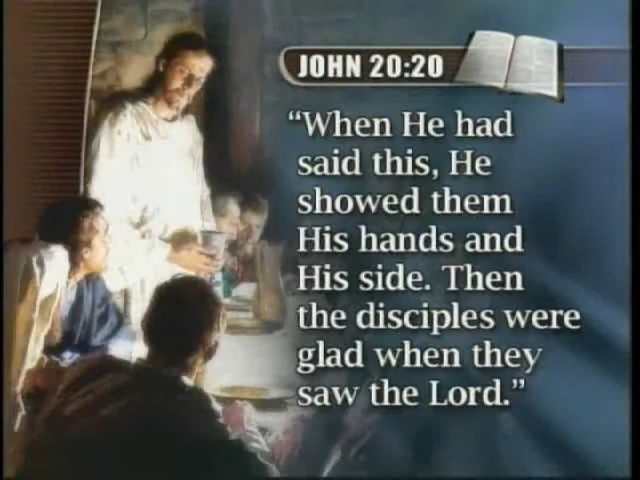 JOHN 20:20
“When He had
said this, He
showed them
His hands and
His side. Then
the disciples were
glad when they
saw the Lord.”